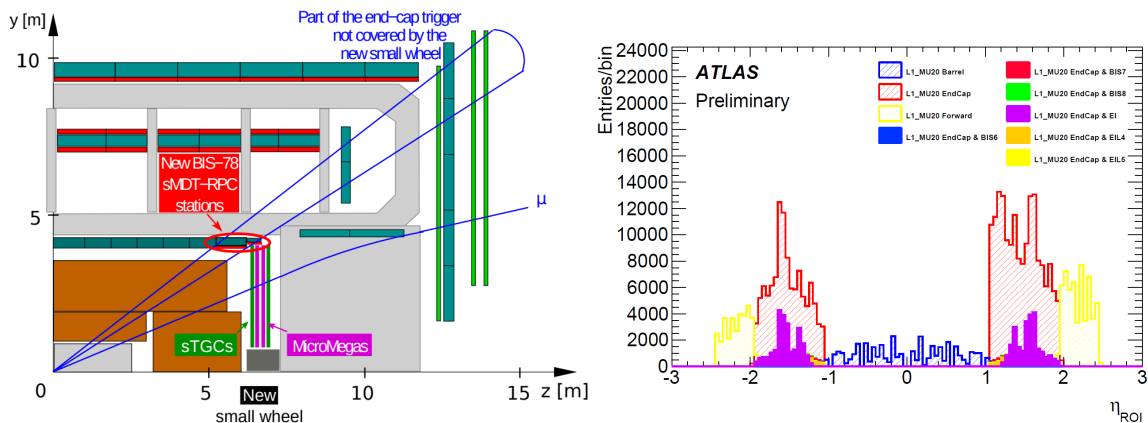 y [m]
10
5
0
5
10
15
z [m]
Part of the end-cap trigger
not covered by the
new small wheel
New BIS-78
sMDT-RPC
stations
μ
sTGCs
MicroMegas
New
small wheel
Entries/bin
24000
22000
20000
18000
16000
14000
12000
10000
8000
6000
4000
2000
0
ATLAS
Preliminary
L1_MU20 Barrel
L1_MU20 EndCap
L1_MU20 Forward
L1_MU20 EndCap & BIS6
L1_MU20 EndCap & BIS7
L1_MU20 EndCap & BIS8
L1_MU20 EndCap & EI
L1_MU20 EndCap & EIL4
L1_MU20 EndCap & EIL5
-3
-2
-1
0
1
2
3
ηROI